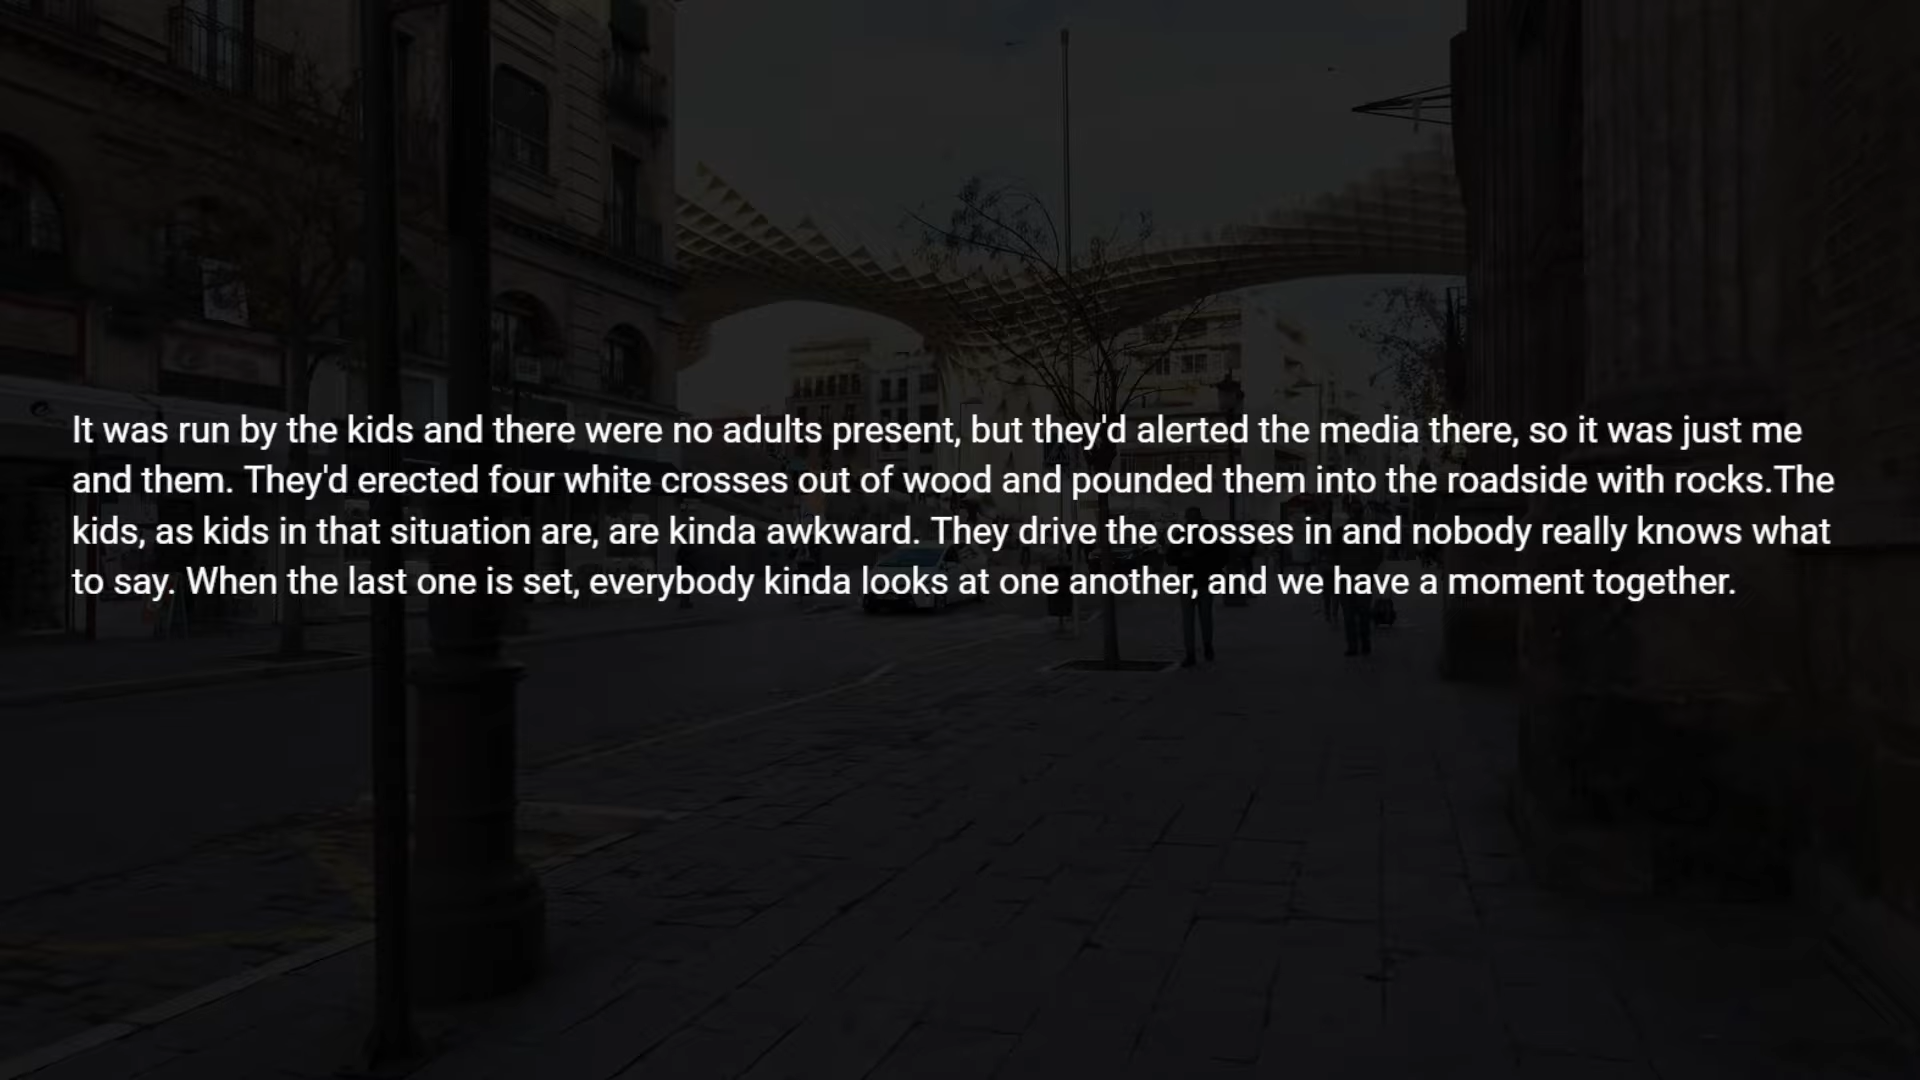 It was run by the kids and there were no adults present, but they'd alerted the media there, so it was just me
and them. They'd erected four white crosses out of wood and pounded them into the roadside with rocks.The
kids, as kids in that situation are, are kinda awkward. They drive the crosses in and nobody really knows what
to say. When the last one is set, everybody kinda looks at one another, and we have a moment together.